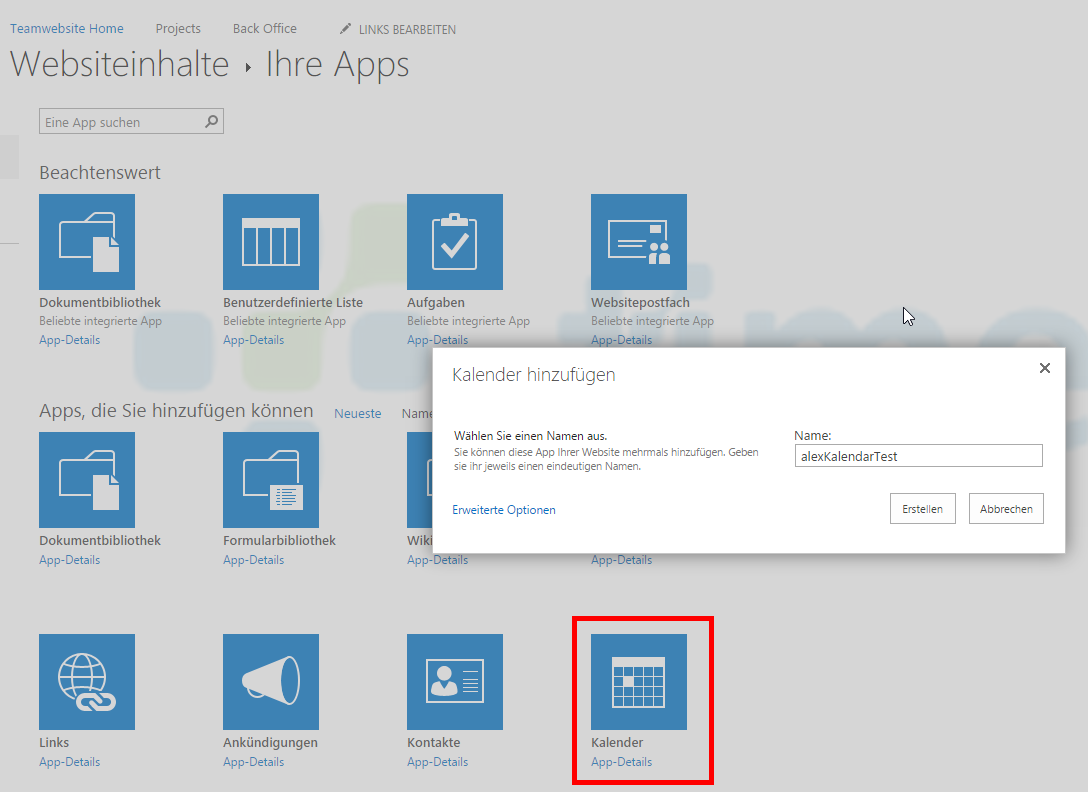 Teamwebsite Home Projects Back Office LINKS BEARBEITEN
Websiteinhalte ▸ Ihre Apps
Eine App suchen
Beachtenswert
Dokumentbibliothek Benutzerdefinierte Liste Aufgaben Websitepostfach
Beliebte integrierte App Beliebte integrierte App Beliebte integrierte App Beliebte integrierte App
App-Details App-Details App-Details App-Details
Kalender hinzufügen
Wählen Sie einen Namen aus.
Sie können diese App Ihrer Website mehrmals hinzufügen. Geben
sie ihr jeweils einen eindeutigen Namen.
Name:
alexKalendarTest
Erweiterte Optionen Erstellen Abbrechen
Apps, die Sie hinzufügen können Neueste Name
Dokumentbibliothek Formularbibliothek Wiki
App-Details App-Details App-Details App-Details
Links Ankündigungen Kontakte Kalender
App-Details App-Details App-Details App-Details